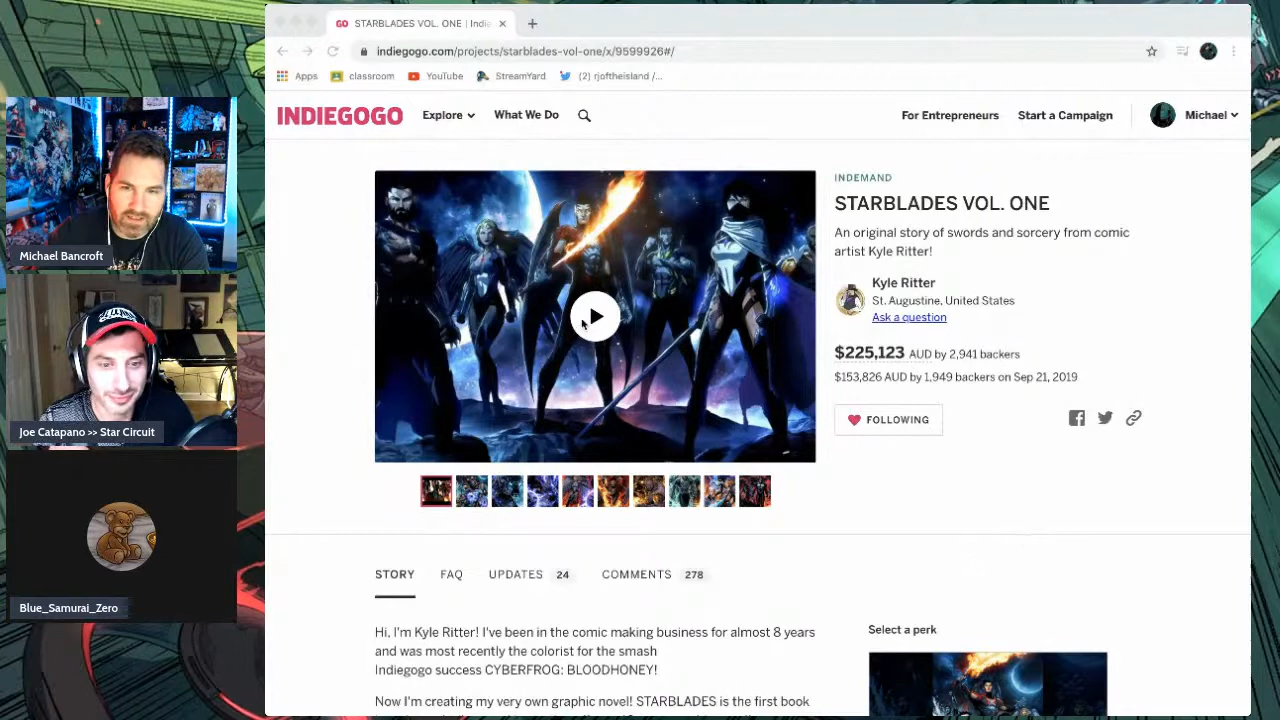 GO STARBLADES VOL. ONE | Indie
indiegogo.com/projects/starblades-vol-one/x/9599926#/
Apps classroom YouTube StreamYard (2) rjoftheisland /...
INDIEGOGO Explore What We Do For Entrepreneurs Start a Campaign Michael
INDEMAND
STARBLADES VOL. ONE
An original story of swords and sorcery from comic
artist Kyle Ritter!
Kyle Ritter
St. Augustine, United States
Ask a question
$225,123 AUD by 2,941 backers
$153,826 AUD by 1,949 backers on Sep 21, 2019
FOLLOWING
STORY FAQ UPDATES 24 COMMENTS 278
Hi, I'm Kyle Ritter! I've been in the comic making business for almost 8 years
and was most recently the colorist for the smash
Indiegogo success CYBERFROG: BLOODHONEY!
Now I'm creating my very own graphic novel! STARBLADES is the first book
Select a perk
Michael Bancroft
Joe Catapano >> Star Circuit
Blue_Samurai_Zero